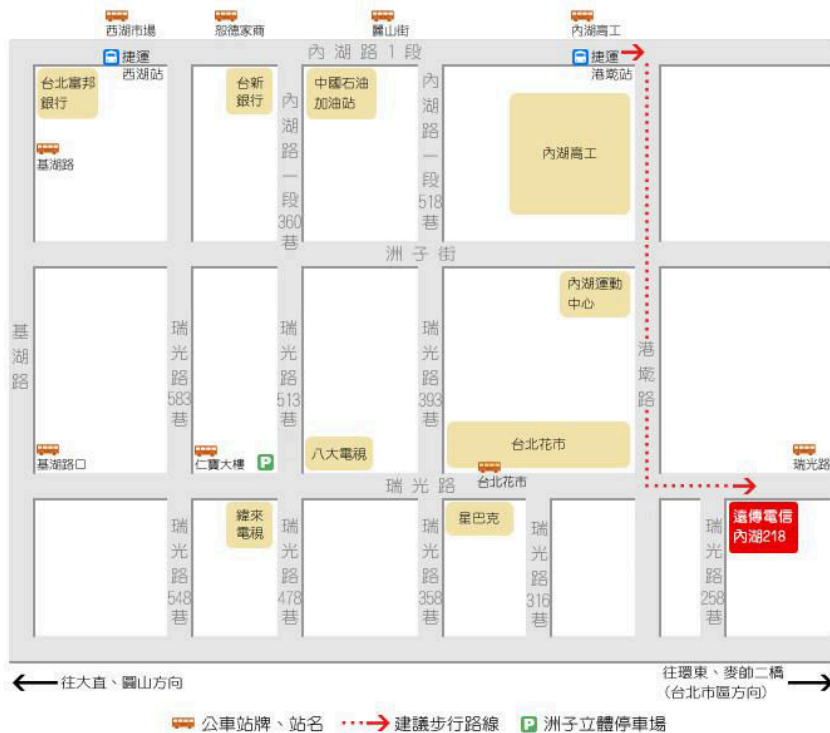 西湖市場
恕德家商
麗山街
內湖高工
捷運
西湖站
內湖路1段
捷運
港墘站
台北富邦
銀行
台新
銀行
中國石油
加油站
內湖路一段360巷
內湖路一段518巷
內湖高工
基湖路
洲子街
內湖運動
中心
基湖路
瑞光路583巷
瑞光路513巷
瑞光路393巷
港墘路
基湖路口
仁寶大樓
P
八大電視
台北花市
瑞光路
台北花市
瑞光路
瑞光路548巷
緯來
電視
瑞光路478巷
瑞光路358巷
星巴克
瑞光路316巷
瑞光路258巷
遠傳電信
內湖218
往大直、圓山方向
往環東、麥帥二橋
(台北市區方向)
公車站牌、站名
建議步行路線
P 洲子立體停車場